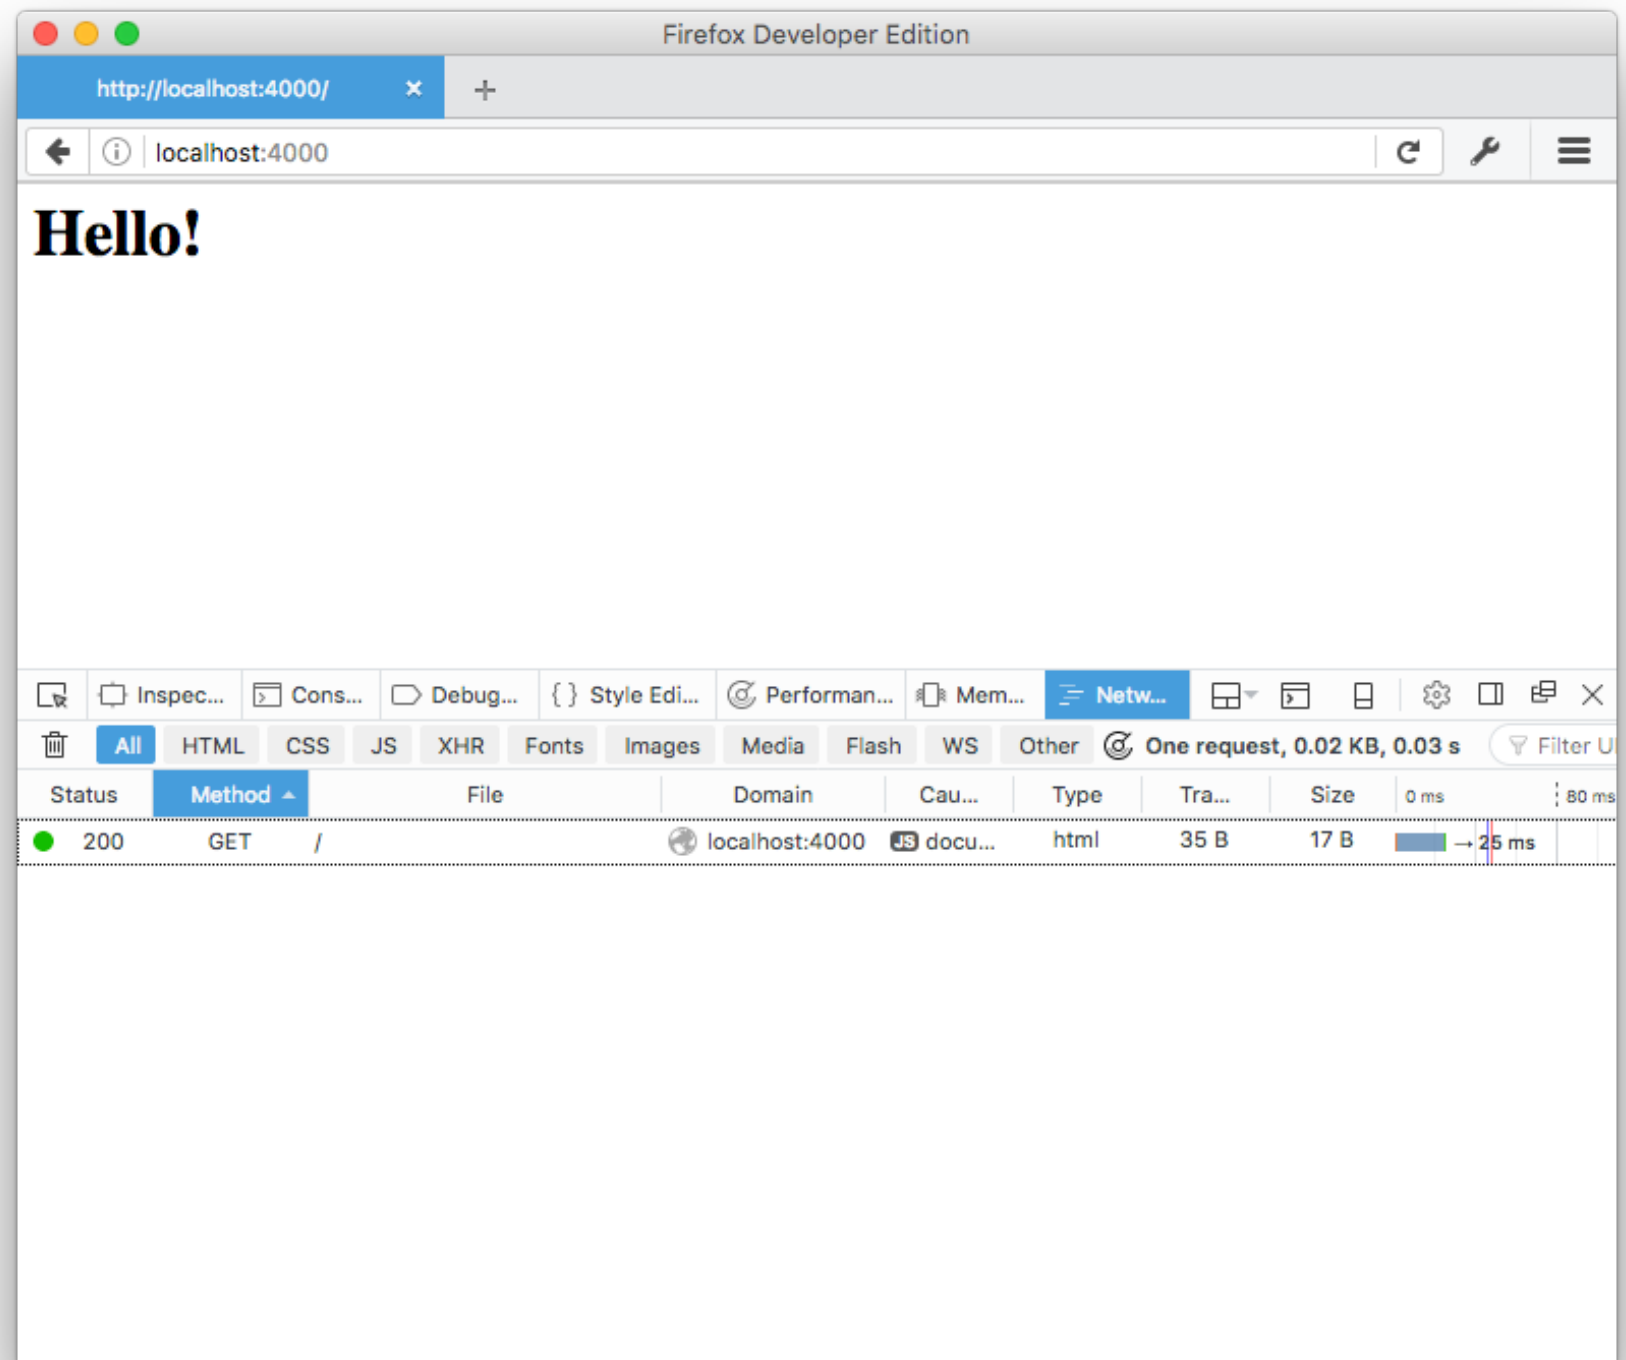 Firefox Developer Edition
http://localhost:4000/
localhost:4000
Hello!
Inspec... Cons... Debug... { } Style Edi... Performan... Mem... Netw...
All HTML CSS JS XHR Fonts Images Media Flash WS Other One request, 0.02 KB, 0.03 s Filter U
Status Method File Domain Cau... Type Tra... Size 0 ms 80 ms
200 GET / localhost:4000 JS docu... html 35 B 17 B → 25 ms